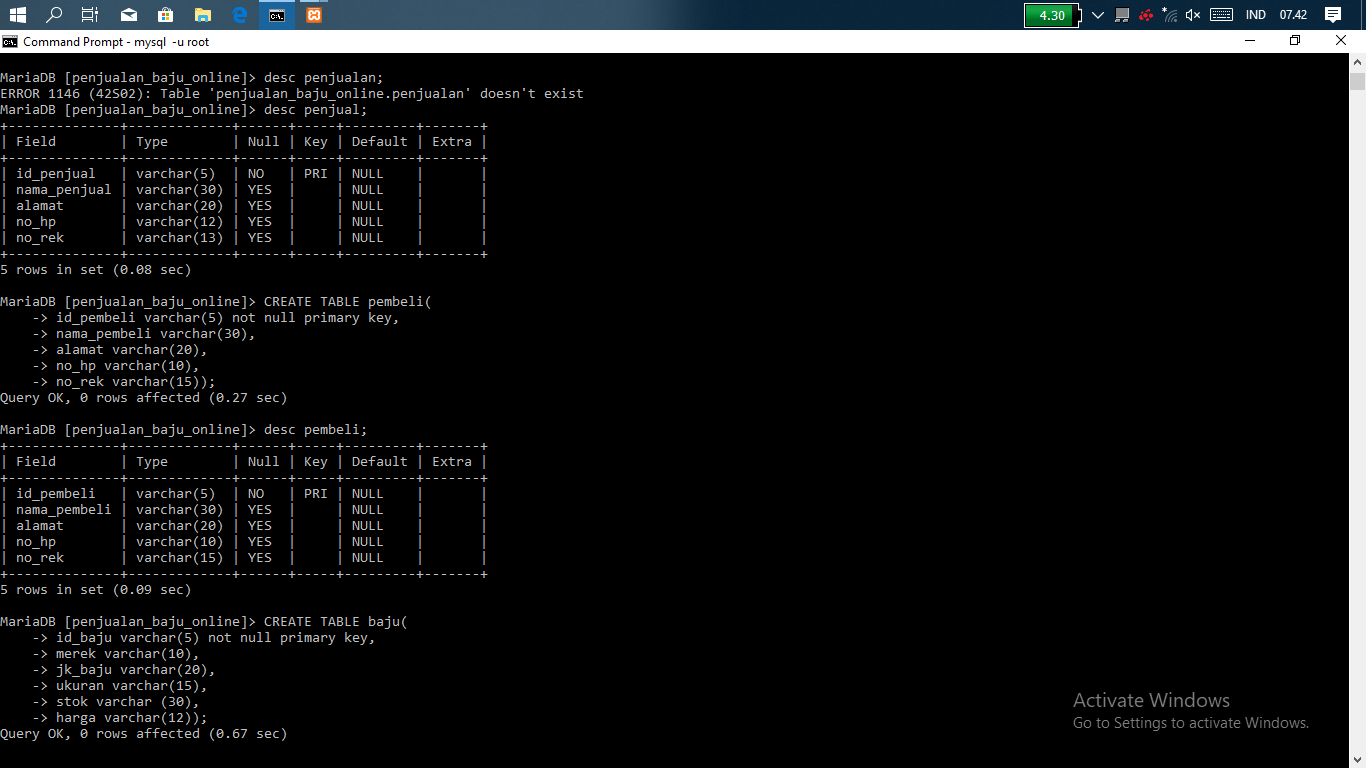 4.30 IND 07.42
Command Prompt - mysql -u root
MariaDB [penjualan_baju_online]> desc penjualan;
ERROR 1146 (42S02): Table 'penjualan_baju_online.penjualan' doesn't exist
MariaDB [penjualan_baju_online]> desc penjual;
+--------------+-------------+------+-----+---------+-------+
| Field        | Type        | Null | Key | Default | Extra |
+--------------+-------------+------+-----+---------+-------+
| id_penjual   | varchar(5)  | NO   | PRI | NULL    |       |
| nama_penjual | varchar(30) | YES  |     | NULL    |       |
| alamat       | varchar(20) | YES  |     | NULL    |       |
| no_hp        | varchar(12) | YES  |     | NULL    |       |
| no_rek       | varchar(13) | YES  |     | NULL    |       |
+--------------+-------------+------+-----+---------+-------+
5 rows in set (0.08 sec)
MariaDB [penjualan_baju_online]> CREATE TABLE pembeli(
    -> id_pembeli varchar(5) not null primary key,
    -> nama_pembeli varchar(30),
    -> alamat varchar(20),
    -> no_hp varchar(10),
    -> no_rek varchar(15));
Query OK, 0 rows affected (0.27 sec)
MariaDB [penjualan_baju_online]> desc pembeli;
+--------------+-------------+------+-----+---------+-------+
| Field        | Type        | Null | Key | Default | Extra |
+--------------+-------------+------+-----+---------+-------+
| id_pembeli   | varchar(5)  | NO   | PRI | NULL    |       |
| nama_pembeli | varchar(30) | YES  |     | NULL    |       |
| alamat       | varchar(20) | YES  |     | NULL    |       |
| no_hp        | varchar(10) | YES  |     | NULL    |       |
| no_rek       | varchar(15) | YES  |     | NULL    |       |
+--------------+-------------+------+-----+---------+-------+
5 rows in set (0.09 sec)
MariaDB [penjualan_baju_online]> CREATE TABLE baju(
    -> id_baju varchar(5) not null primary key,
    -> merek varchar(10),
    -> jk_baju varchar(20),
    -> ukuran varchar(15),
    -> stok varchar (30),
    -> harga varchar(12));
Query OK, 0 rows affected (0.67 sec)
Activate Windows
Go to Settings to activate Windows.